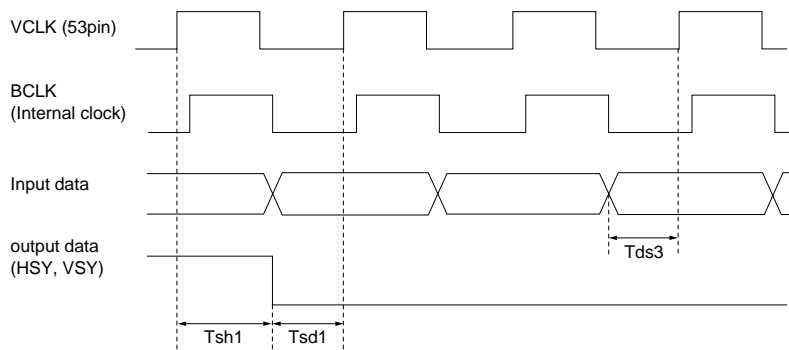 VCLK (53pin)
BCLK
(Internal clock)
Input data
output data
(HSY, VSY)
Tds3
Tsh1
Tsd1